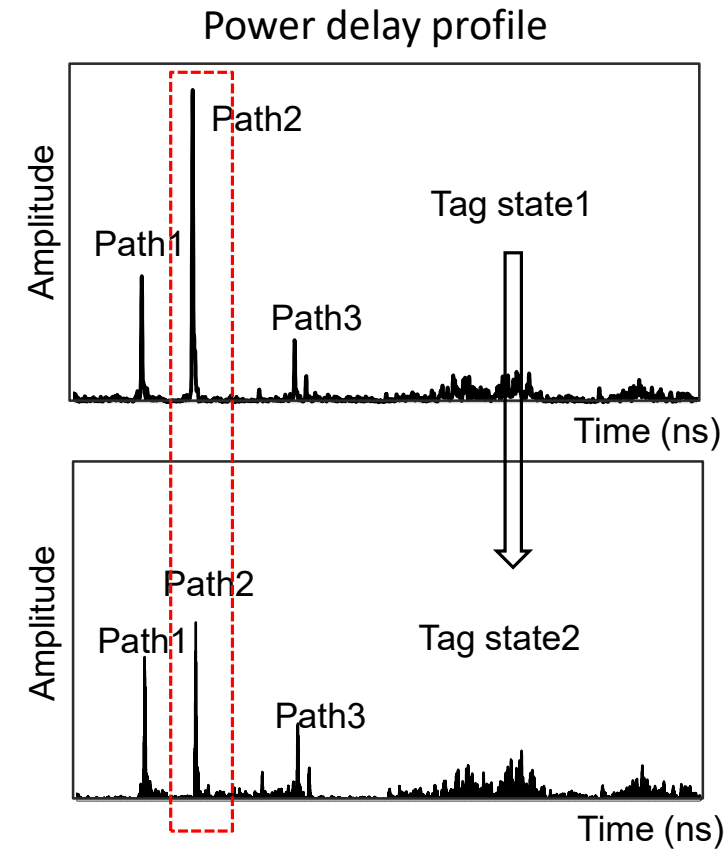 Power delay profile
Path2
Tag state1
Path1
Path3
Amplitude
Time (ns)
Path2
Path1
Tag state2
Path3
Amplitude
Time (ns)